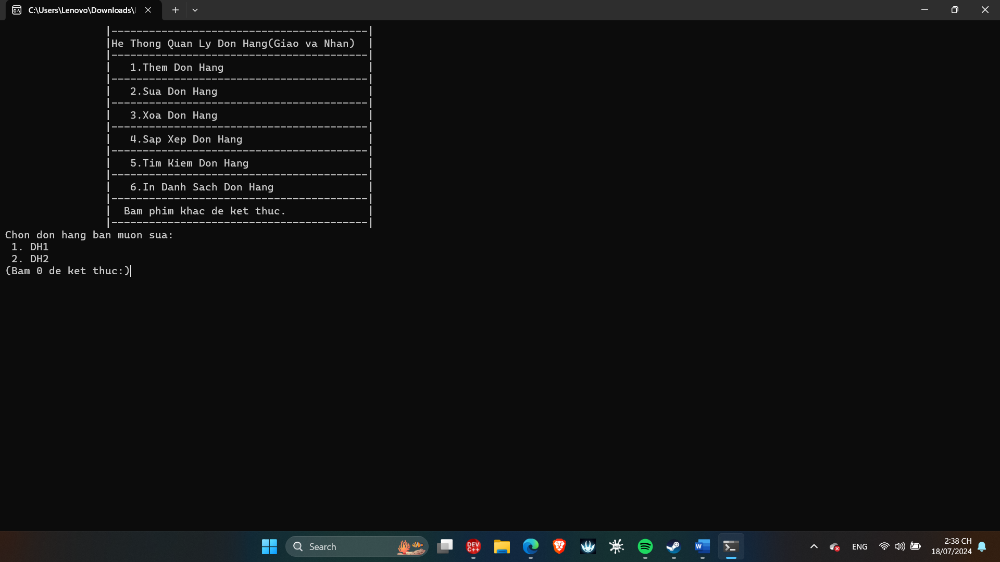 C:\Users\Lenovo\Downloads\
|-----------------------------------------|
|He Thong Quan Ly Don Hang(Giao va Nhan)  |
|-----------------------------------------|
|   1.Them Don Hang                       |
|-----------------------------------------|
|   2.Sua Don Hang                        |
|-----------------------------------------|
|   3.Xoa Don Hang                        |
|-----------------------------------------|
|   4.Sap Xep Don Hang                    |
|-----------------------------------------|
|   5.Tim Kiem Don Hang                   |
|-----------------------------------------|
|   6.In Danh Sach Don Hang               |
|-----------------------------------------|
|  Bam phim khac de ket thuc.             |
|-----------------------------------------|
Chon don hang ban muon sua:
1. DH1
2. DH2
(Bam 0 de ket thuc:)
Search
DEV C++
ink
W
ENG
2:38 CH
18/07/2024